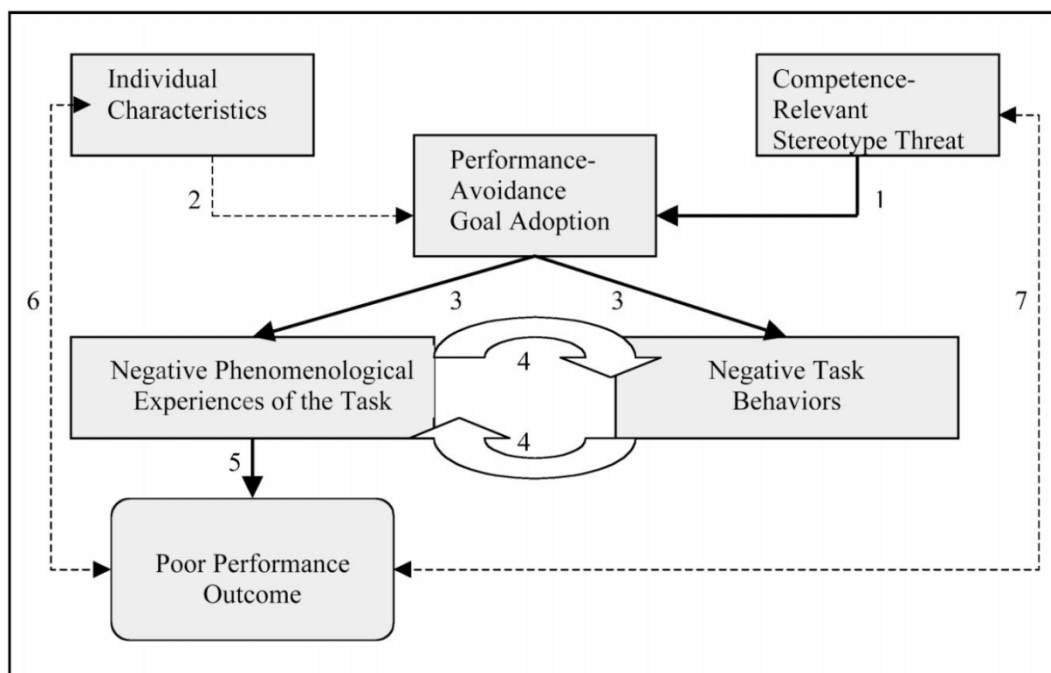 Individual
Characteristics
Competence-
Relevant
Stereotype Threat
Performance-
Avoidance
Goal Adoption
2
1
6
3
3
7
Negative Phenomenological
Experiences of the Task
4
Negative Task
Behaviors
4
5
Poor Performance
Outcome